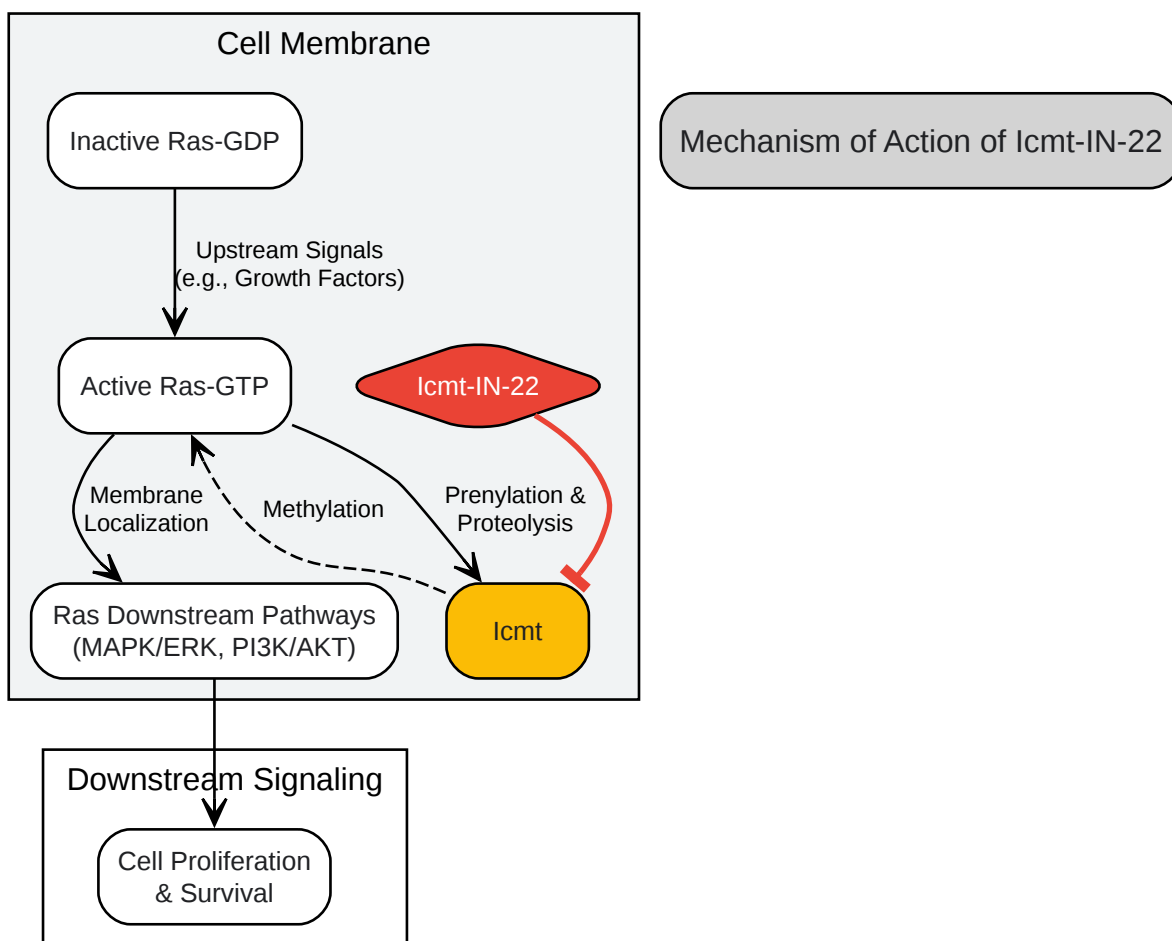 Cell Membrane
Inactive Ras-GDP
Mechanism of Action of Icmt-IN-22
Upstream Signals
(e.g., Growth Factors)
Active Ras-GTP
Icmt-IN-22
Membrane
Localization
Methylation
Prenylation &
Proteolysis
Ras Downstream Pathways
(MAPK/ERK, PI3K/AKT)
Icmt
Downstream Signaling
Cell Proliferation
& Survival